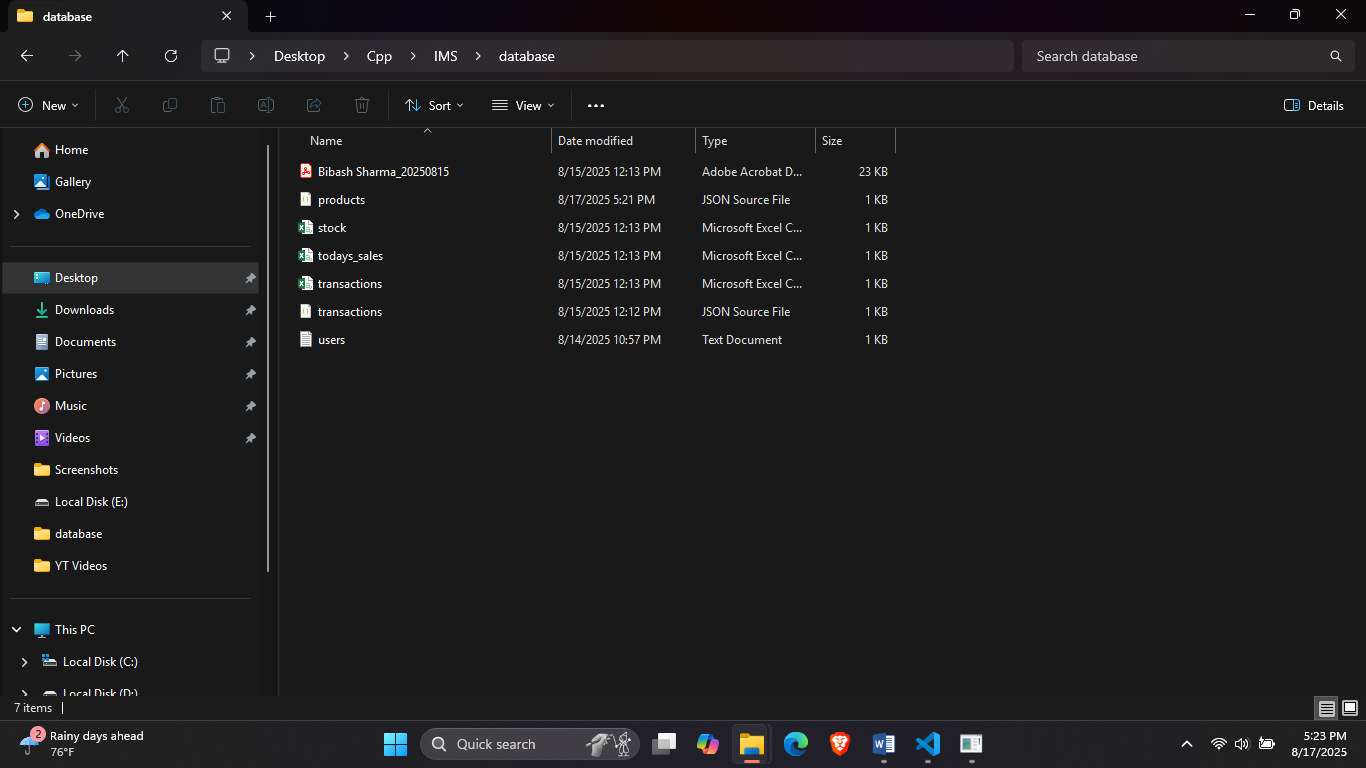 database
Desktop > Cpp > IMS > database
Search database
New
Sort
View
Details
Name Date modified Type Size
Home
Gallery
OneDrive
Desktop
Downloads
Documents
Pictures
Music
Videos
Screenshots
Local Disk (E:)
database
YT Videos
This PC
Local Disk (C:)
Local Disk (D:)
Bibash Sharma_20250815 8/15/2025 12:13 PM Adobe Acrobat D... 23 KB
products 8/17/2025 5:21 PM JSON Source File 1 KB
stock 8/15/2025 12:13 PM Microsoft Excel C... 1 KB
todays_sales 8/15/2025 12:13 PM Microsoft Excel C... 1 KB
transactions 8/15/2025 12:13 PM Microsoft Excel C... 1 KB
transactions 8/15/2025 12:12 PM JSON Source File 1 KB
users 8/14/2025 10:57 PM Text Document 1 KB
7 items
2
Rainy days ahead
76°F
Quick search
5:23 PM
8/17/2025